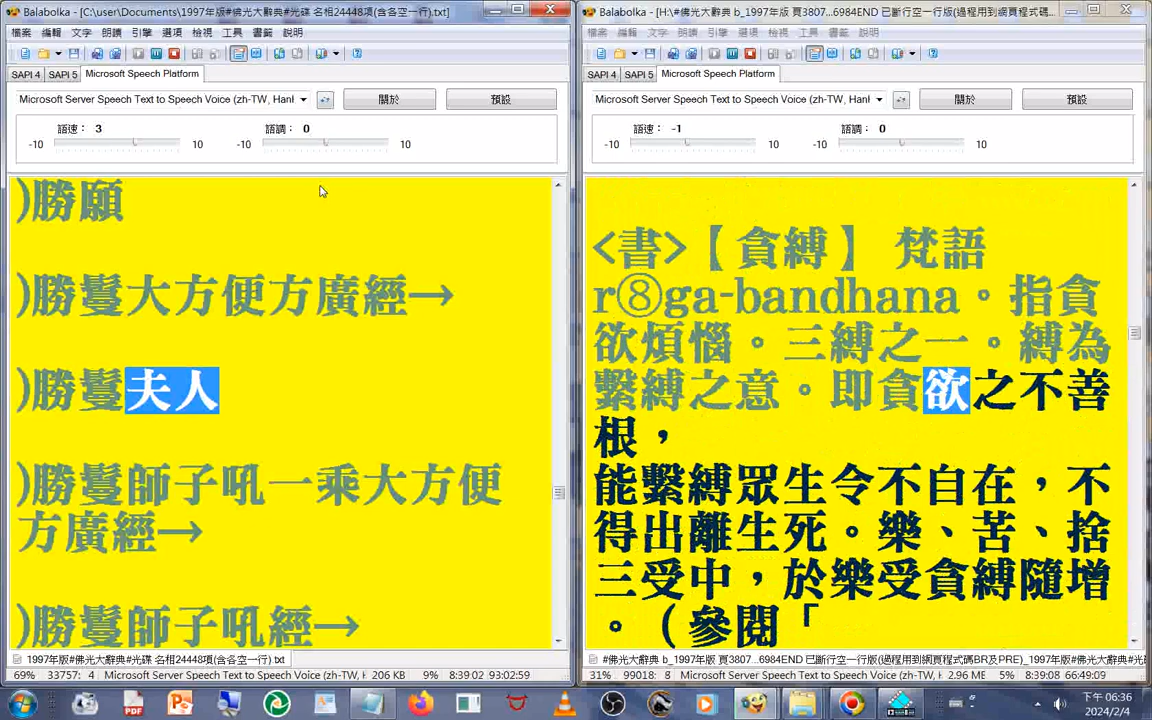 Balabolka - [C:\user\Documents\1997年版#佛光大辭典#光碟 名相24448項(含各空一行).txt]
檔案 編輯 文字 朗讀 引擎 選項 檢視 工具 書籤 說明
SAPI 4 SAPI 5 Microsoft Speech Platform
Microsoft Server Speech Text to Speech Voice (zh-TW, Hanl
關於 預設
語速： 3 語調： 0
-10 10 -10 10
)勝願
)勝鬘大方便方廣經→
)勝鬘夫人
)勝鬘師子吼一乘大方便
方廣經→
)勝鬘師子吼經→
1997年版#佛光大辭典#光碟 名相24448項(含各空一行).txt
69% 33757: 4 Microsoft Server Speech Text to Speech Voice (zh-TW, H 206 KB 9% 8:39:02 93:02:59
Balabolka - [H:\#佛光大辭典 b_1997年版 頁3807...6984END 已斷行空一行版(過程用到網頁程式碼...
檔案 編輯 文字 朗讀 引擎 選項 檢視 工具 書籤 說明
SAPI 4 SAPI 5 Microsoft Speech Platform
Microsoft Server Speech Text to Speech Voice (zh-TW, Hanl
關於 預設
語速： -1 語調： 0
-10 10 -10 10
<書>【貪縛】 梵語
r⑧ga-bandhana。指貪
欲煩惱。三縛之一。縛為
繫縛之意。即貪欲之不善
根，
能繫縛眾生令不自在，不
得出離生死。樂、苦、捨
三受中，於樂受貪縛隨增
。（參閱「
#佛光大辭典 b_1997年版 頁3807...6984END 已斷行空一行版(過程用到網頁程式碼BR及PRE)_1997年版#光
31% 99018: 8 Microsoft Server Speech Text to Speech Voice (zh-TW, H 2.96 ME 5% 8:39:08 66:49:09
下午 06:36
2024/2/4